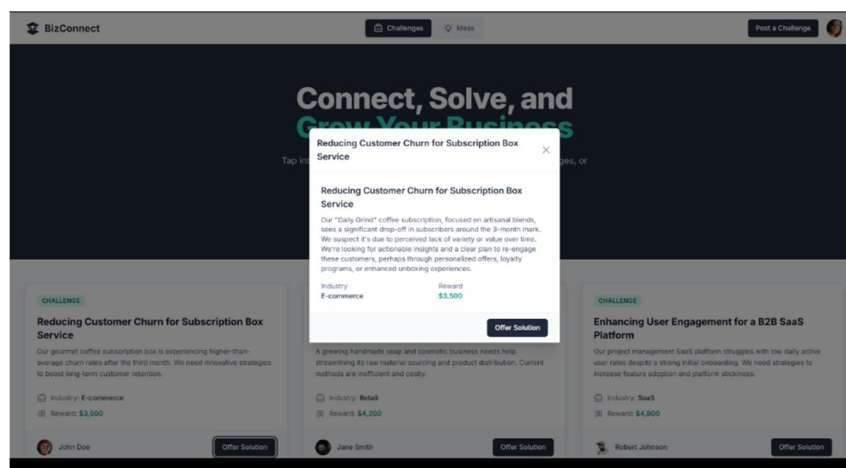 BizConnect
Challenges
Ideas
Post a Challenge
Connect, Solve, and
Grow Your Business
Tap
ges, or
Reducing Customer Churn for Subscription Box
Service
Reducing Customer Churn for Subscription Box
Service
Our "Daily Grind" coffee subscription, focused on artisanal blends,
sees a significant drop-off in subscribers around the 3-month mark.
We suspect it's due to perceived lack of variety or value over time.
We're looking for actionable insights and a clear plan to re-engage
these customers, perhaps through personalized offers, loyalty
programs, or enhanced unboxing experiences.
Industry
E-commerce
Reward
$3,500
Offer Solution
CHALLENGE
Reducing Customer Churn for Subscription Box
Service
Our gourmet coffee subscription box is experiencing higher-than-
average churn rates after the third month. We need innovative strategies
to boost long-term customer retention.
Industry: E-commerce
Reward: $3,500
John Doe
Offer Solution
A growing handmade soap and cosmetic business needs help
streamlining its raw material sourcing and product distribution. Current
methods are inefficient and costly.
Industry: Retail
Reward: $4,200
Jane Smith
Offer Solution
CHALLENGE
Enhancing User Engagement for a B2B SaaS
Platform
Our project management SaaS platform struggles with low daily active
user rates despite a strong initial onboarding. We need strategies to
increase feature adoption and platform stickiness.
Industry: SaaS
Reward: $4,800
Robert Johnson
Offer Solution